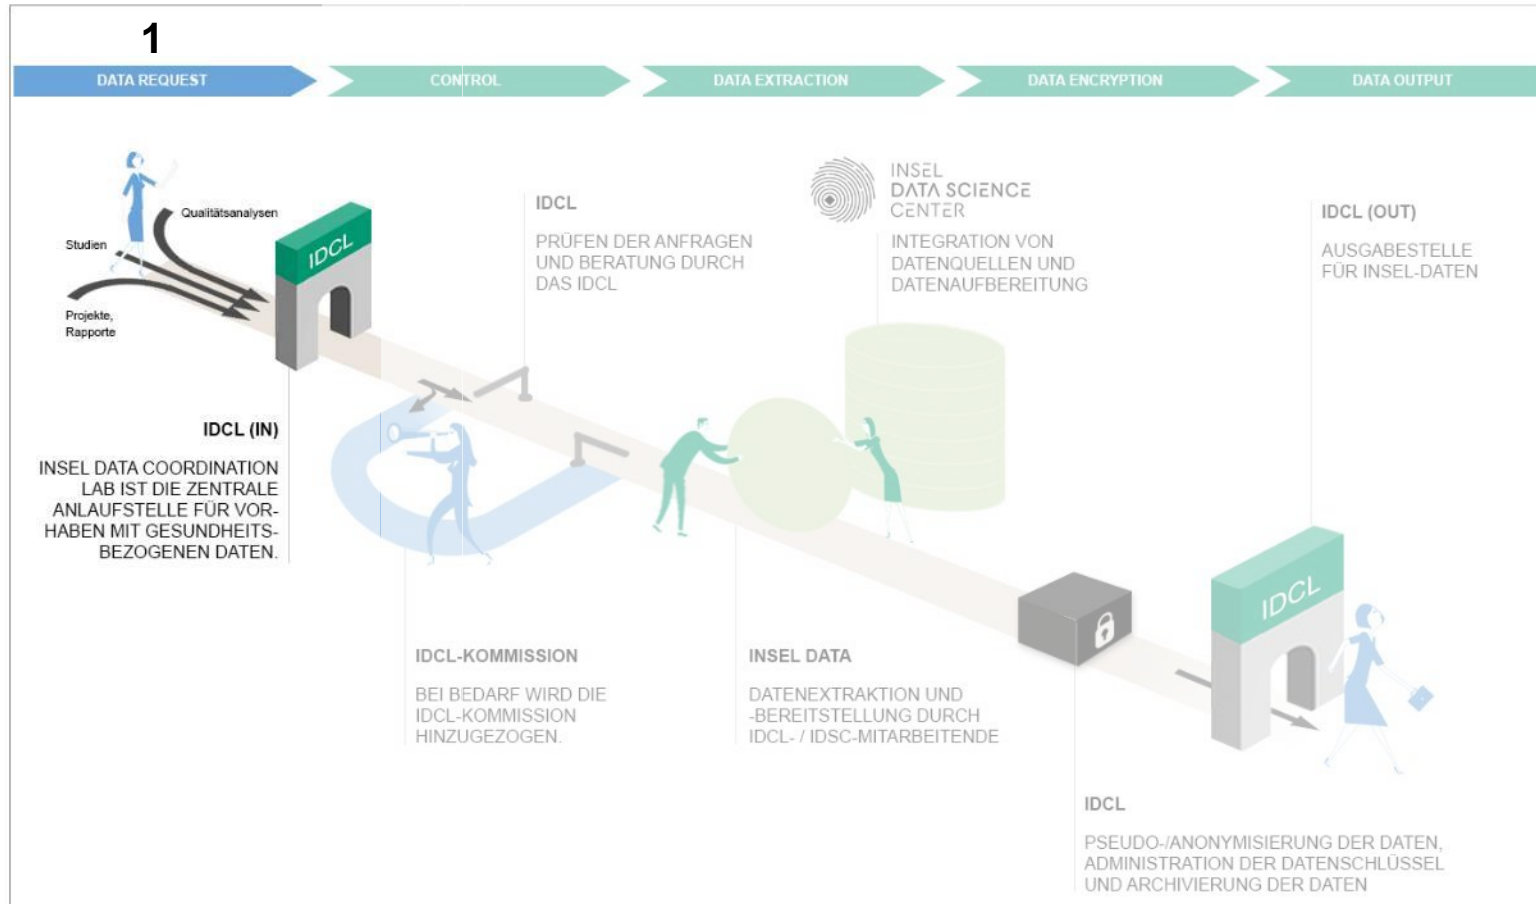 1
DATA REQUEST
CONTROL
DATA EXTRACTION
DATA ENCRYPTION
DATA OUTPUT
Qualitätsanalysen
Studien
Projekte,
Rapporte
IDCL
IDCL (IN)
INSEL DATA COORDINATION
LAB IST DIE ZENTRALE
ANLAUFSTELLE FÜR VOR-
HABEN MIT GESUNDHEITS-
BEZOGENEN DATEN.
IDCL
PRÜFEN DER ANFRAGEN
UND BERATUNG DURCH
DAS IDCL
IDCL-KOMMISSION
BEI BEDARF WIRD DIE
IDCL-KOMMISSION
HINZUGEZOGEN.
INSEL
DATA SCIENCE
CENTER
INTEGRATION VON
DATENQUELLEN UND
DATENAUFBEREITUNG
INSEL DATA
DATENEXTRAKTION UND
-BEREITSTELLUNG DURCH
IDCL- / IDSC-MITARBEITENDE
IDCL
PSEUDO-/ANONYMISIERUNG DER DATEN,
ADMINISTRATION DER DATENSCHLÜSSEL
UND ARCHIVIERUNG DER DATEN
IDCL (OUT)
AUSGABESTELLE
FÜR INSEL-DATEN
IDCL